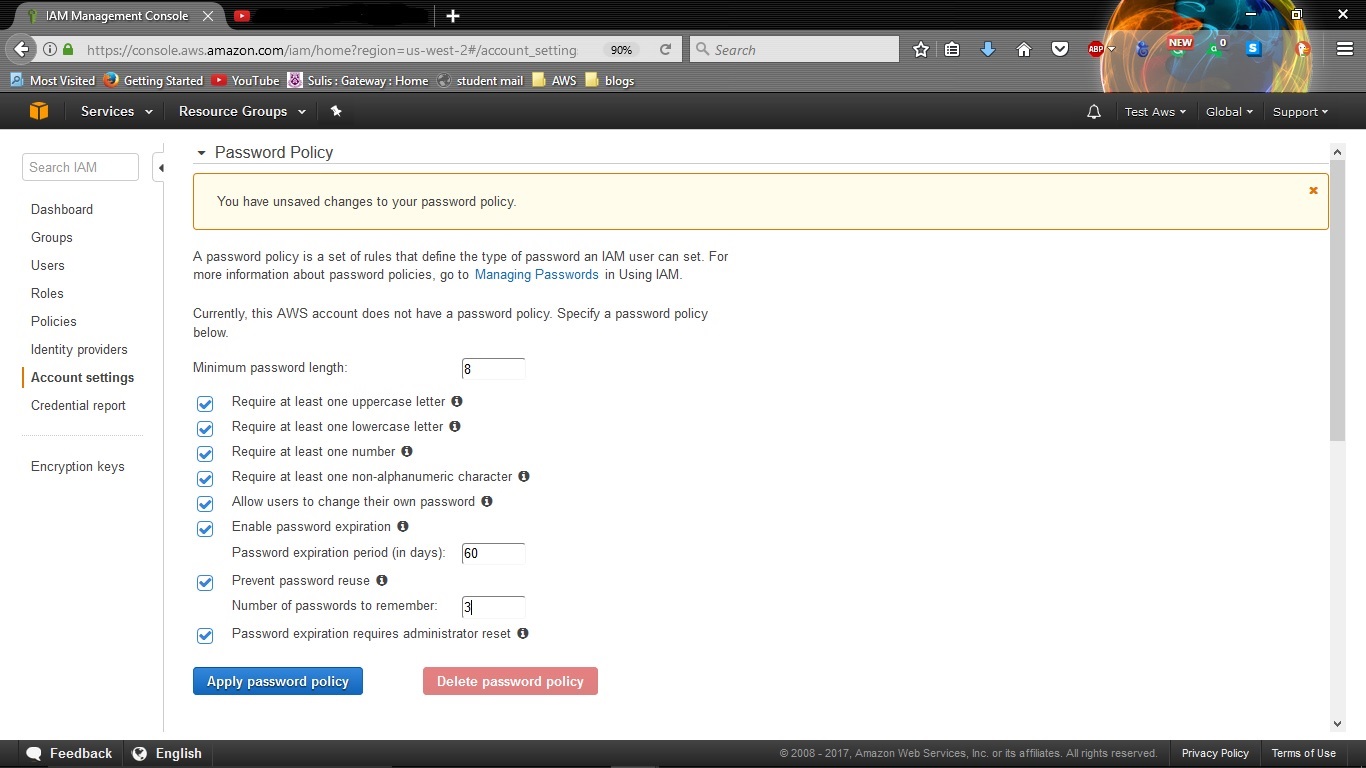 IAM Management Console
https://console.aws.amazon.com/iam/home?region=us-west-2#/account_setting
90%
Search
ABP
NEW
0
S
Most Visited
Getting Started
YouTube
Sulis : Gateway : Home
student mail
AWS
blogs
Services
Resource Groups
Test Aws
Global
Support
Search IAM
Dashboard
Groups
Users
Roles
Policies
Identity providers
Account settings
Credential report
Encryption keys
Password Policy
You have unsaved changes to your password policy.
A password policy is a set of rules that define the type of password an IAM user can set. For
more information about password policies, go to Managing Passwords in Using IAM.
Currently, this AWS account does not have a password policy. Specify a password policy
below.
Minimum password length: 8
Require at least one uppercase letter
Require at least one lowercase letter
Require at least one number
Require at least one non-alphanumeric character
Allow users to change their own password
Enable password expiration
Password expiration period (in days): 60
Prevent password reuse
Number of passwords to remember: 3
Password expiration requires administrator reset
Apply password policy
Delete password policy
Feedback
English
© 2008 - 2017, Amazon Web Services, Inc. or its affiliates. All rights reserved.
Privacy Policy
Terms of Use